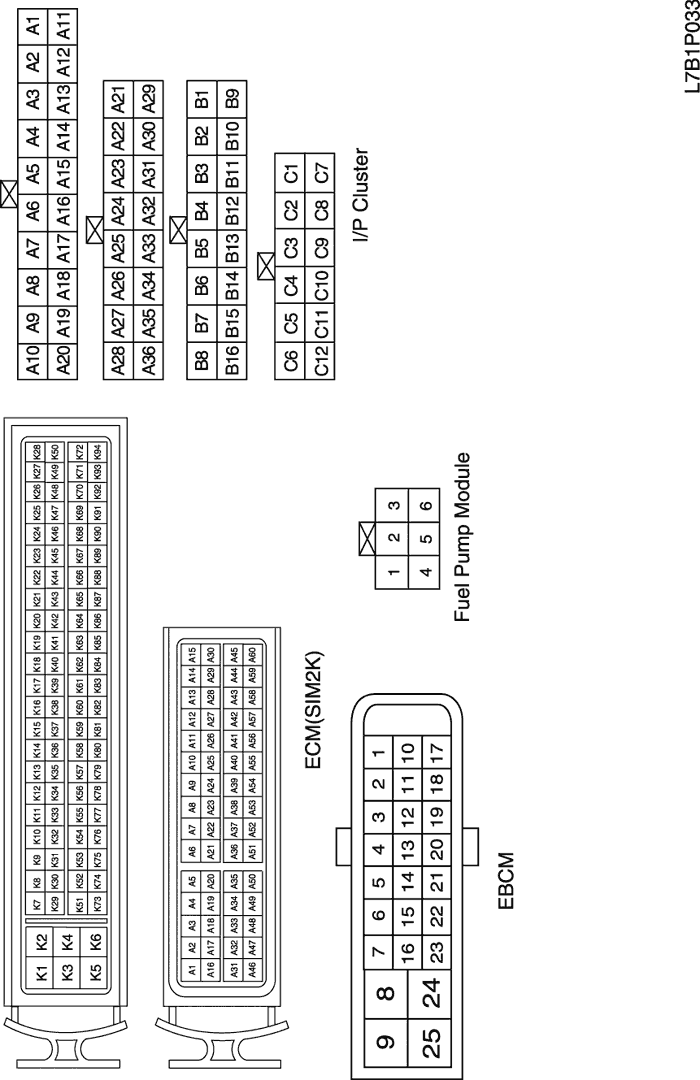 K1 K2
K3 K4
K5 K6
K7 K8 K9 K10 K11 K12 K13 K14 K15 K16 K17 K18 K19 K20 K21 K22 K23 K24 K25 K26 K27 K28
K29 K30 K31 K32 K33 K34 K35 K36 K37 K38 K39 K40 K41 K42 K43 K44 K45 K46 K47 K48 K49 K50
K51 K52 K53 K54 K55 K56 K57 K58 K59 K60 K61 K62 K63 K64 K65 K66 K67 K68 K69 K70 K71 K72
K73 K74 K75 K76 K77 K78 K79 K80 K81 K82 K83 K84 K85 K86 K87 K88 K89 K90 K91 K92 K93 K94
A1 A2 A3 A4 A5 A6 A7 A8 A9 A10 A11 A12 A13 A14 A15
A16 A17 A18 A19 A20 A21 A22 A23 A24 A25 A26 A27 A28 A29 A30
A31 A32 A33 A34 A35 A36 A37 A38 A39 A40 A41 A42 A43 A44 A45
A46 A47 A48 A49 A50 A51 A52 A53 A54 A55 A56 A57 A58 A59 A60
ECM(SIM2K)
A10 A9 A8 A7 A6 A5 A4 A3 A2 A1
A20 A19 A18 A17 A16 A15 A14 A13 A12 A11
A28 A27 A26 A25 A24 A23 A22 A21
A36 A35 A34 A33 A32 A31 A30 A29
B8 B7 B6 B5 B4 B3 B2 B1
B16 B15 B14 B13 B12 B11 B10 B9
C6 C5 C4 C3 C2 C1
C12 C11 C10 C9 C8 C7
I/P Cluster
9 8 7 6 5 4 3 2 1
16 15 14 13 12 11 10
25 24 23 22 21 20 19 18 17
EBCM
1 2 3
4 5 6
Fuel Pump Module
L7B1P033